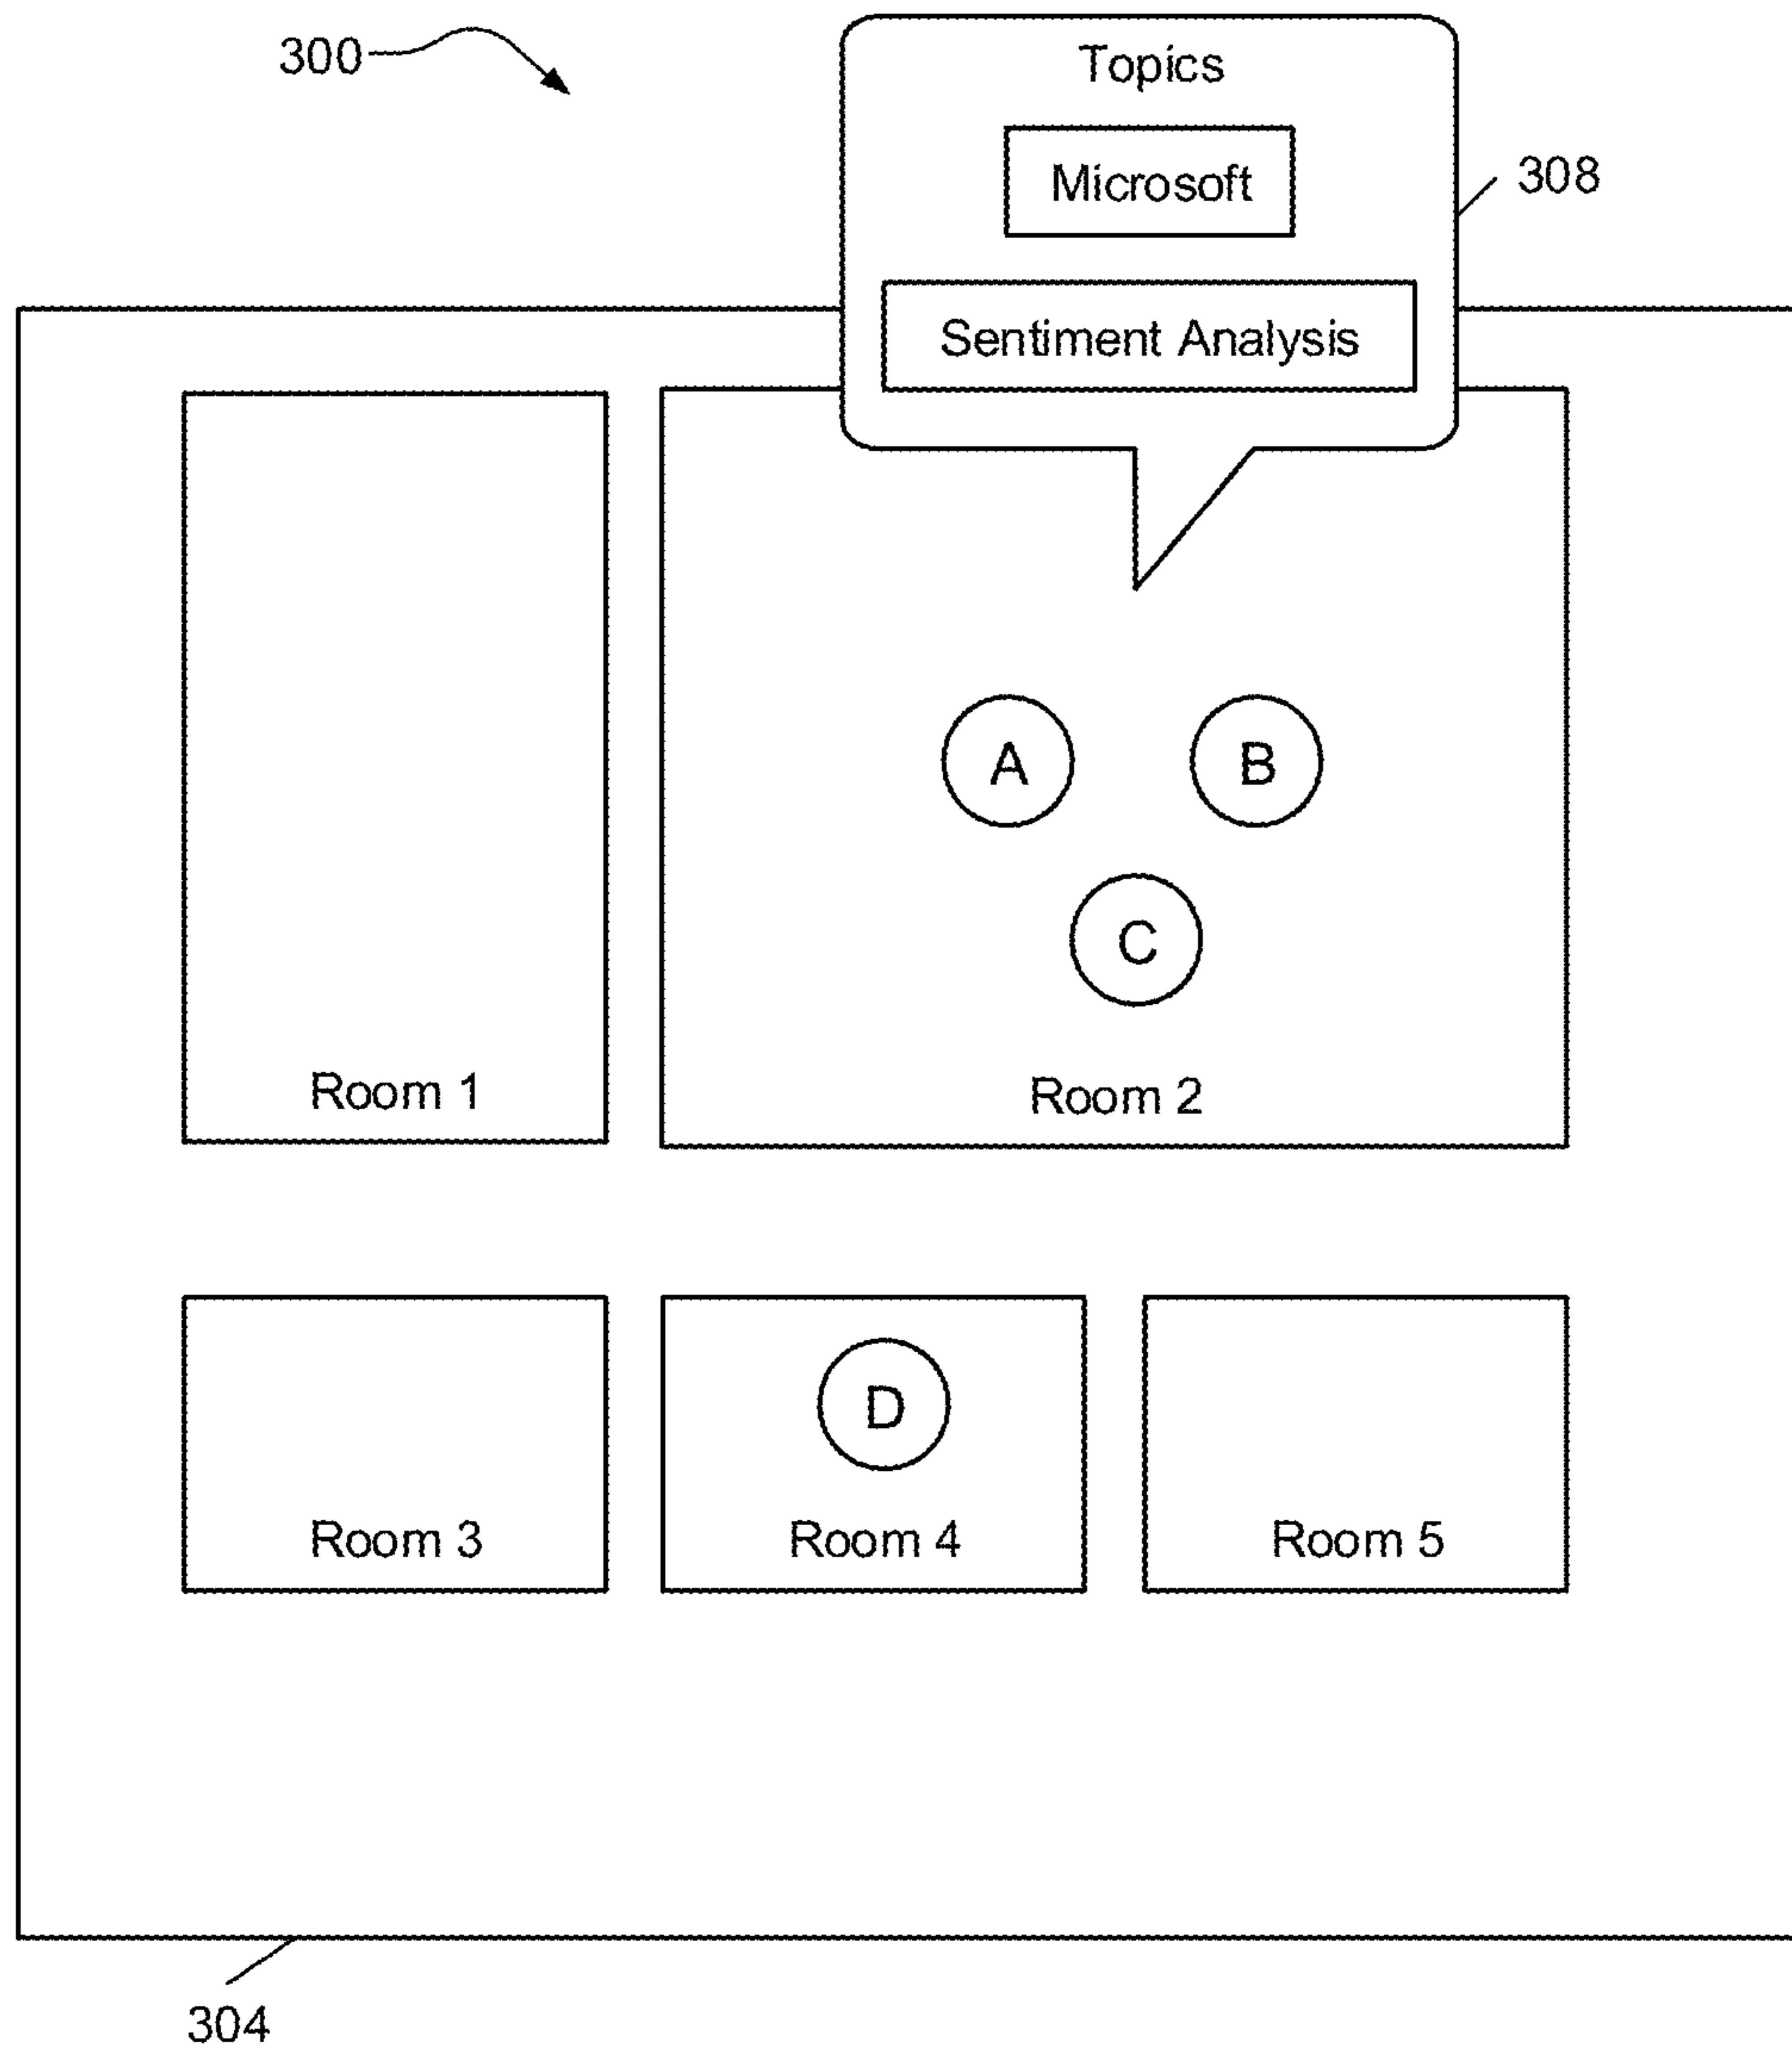 300
Topics
Microsoft
308
Sentiment Analysis
A
B
C
Room 1
Room 2
D
Room 3
Room 4
Room 5
304